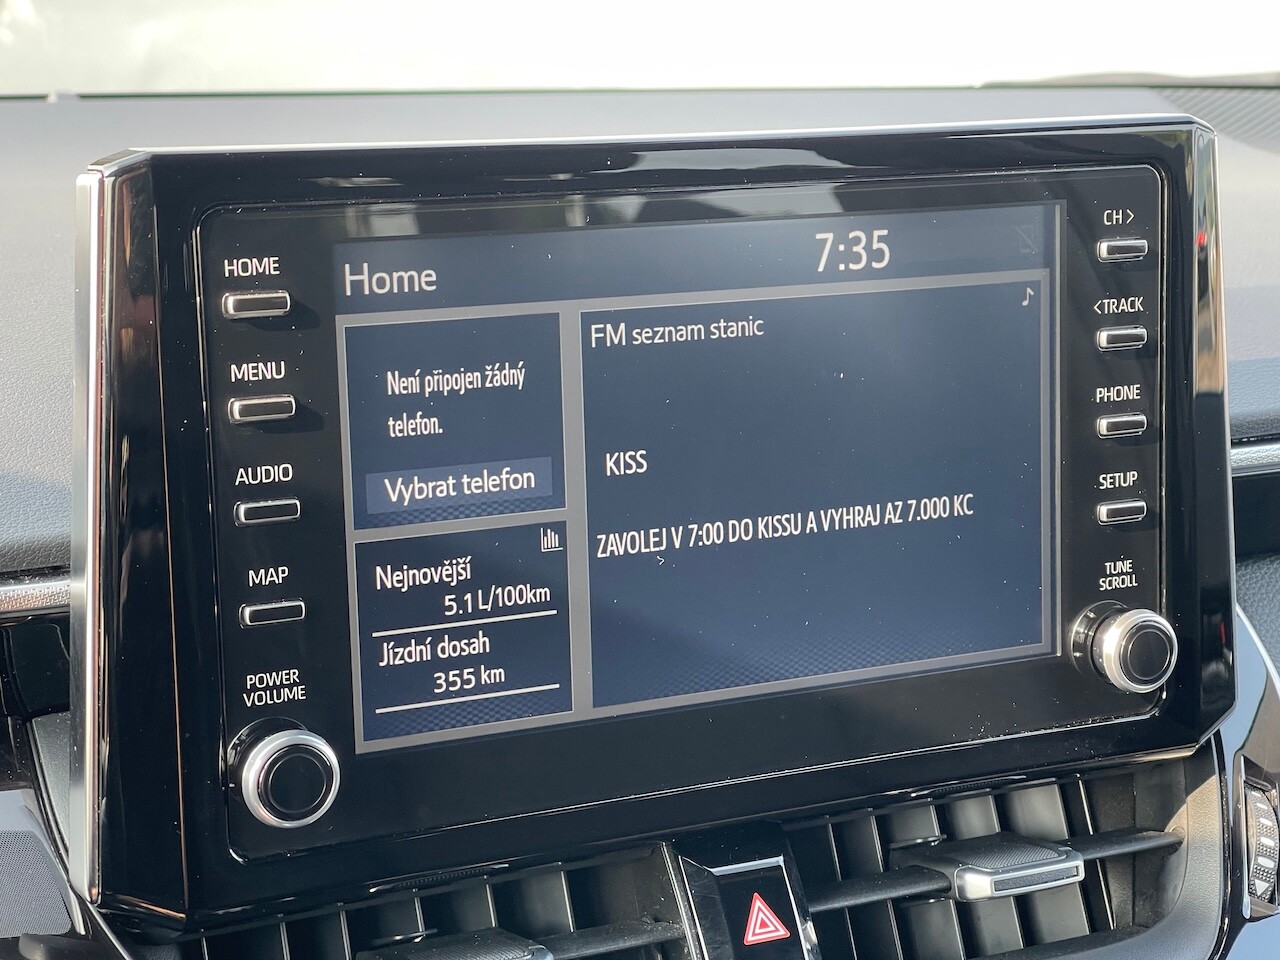 HOME
MENU
AUDIO
MAP
POWER
VOLUME
Home
7:35
Není připojen žádný
telefon.
Vybrat telefon
Nejnovější
5.1 L/100km
Jízdní dosah
355 km
FM seznam stanic
KISS
ZAVOLEJ V 7:00 DO KISSU A VYHRAJ AZ 7.000 KC
CH >
< TRACK
PHONE
SETUP
TUNE
SCROLL